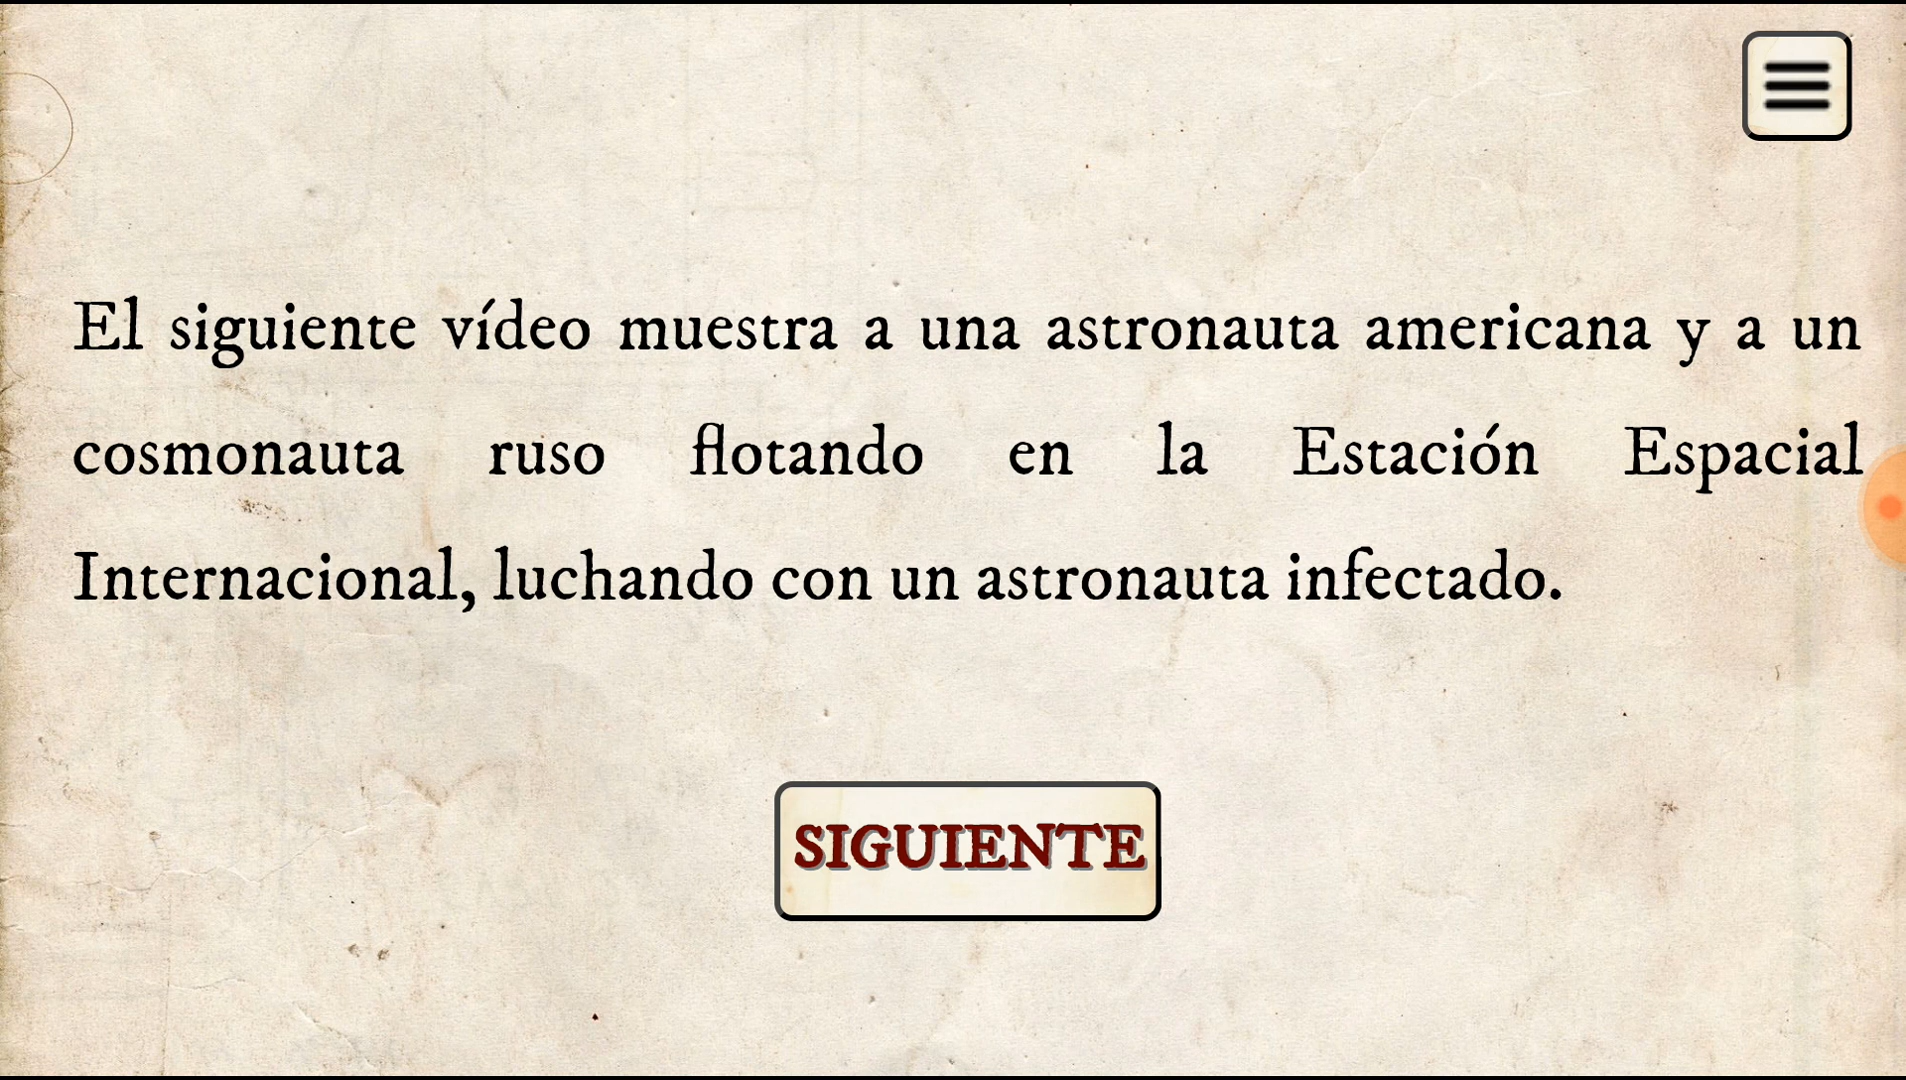 El siguiente vídeo muestra a una astronauta americana y a un
cosmonauta ruso flotando en la Estación Espacial
Internacional, luchando con un astronauta infectado.
SIGUIENTE